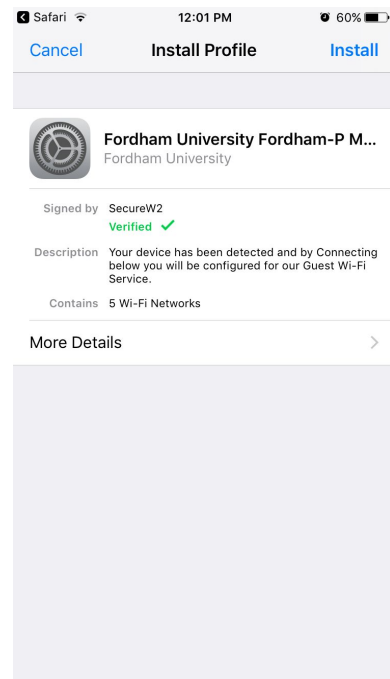 Safari 12:01 PM 60%
Cancel Install Profile Install
Fordham University Fordham-P M...
Fordham University
Signed by SecureW2
Verified
Description Your device has been detected and by Connecting
below you will be configured for our Guest Wi-Fi
Service.
Contains 5 Wi-Fi Networks
More Details